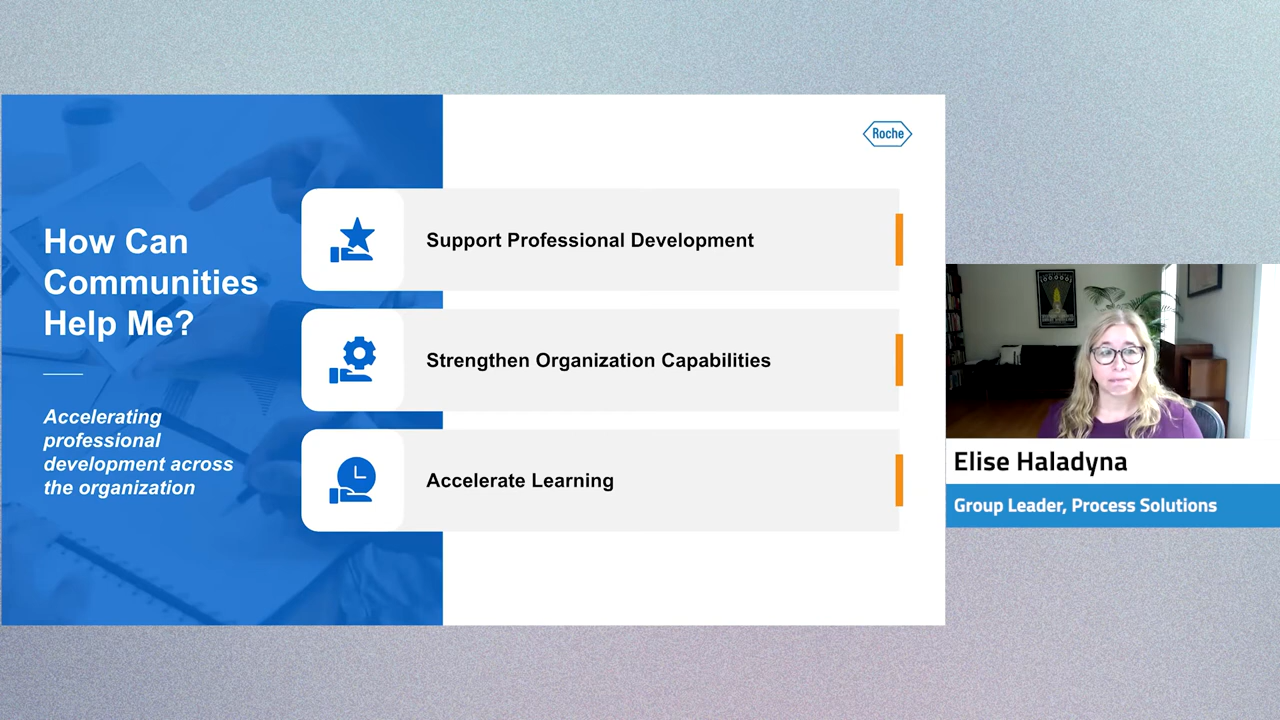 Roche
How Can
Communities
Help Me?
Accelerating
professional
development across
the organization
Support Professional Development
Strengthen Organization Capabilities
Accelerate Learning
Elise Haladyna
Group Leader, Process Solutions